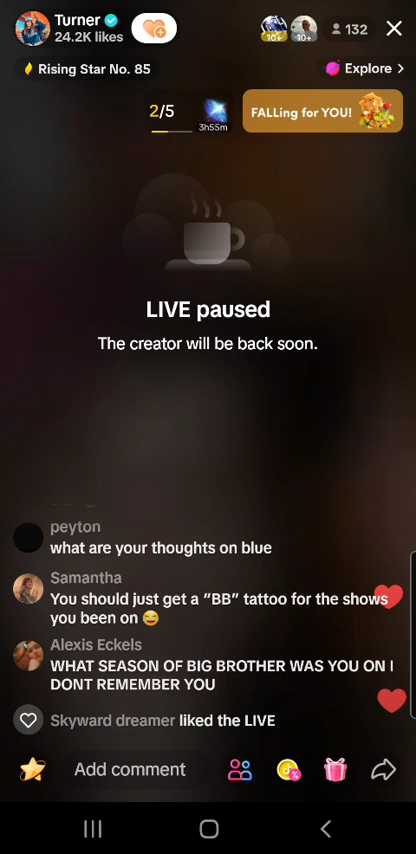 Turner
24.2K likes
10+
10+
132
Rising Star No. 85
Explore >
2/5
3h55m
FALLing for YOU!
LIVE paused
The creator will be back soon.
peyton
what are your thoughts on blue
Samantha
You should just get a “BB” tattoo for the shows
you been on 😂
Alexis Eckels
WHAT SEASON OF BIG BROTHER WAS YOU ON I
DONT REMEMBER YOU
Skyward dreamer liked the LIVE
Add comment